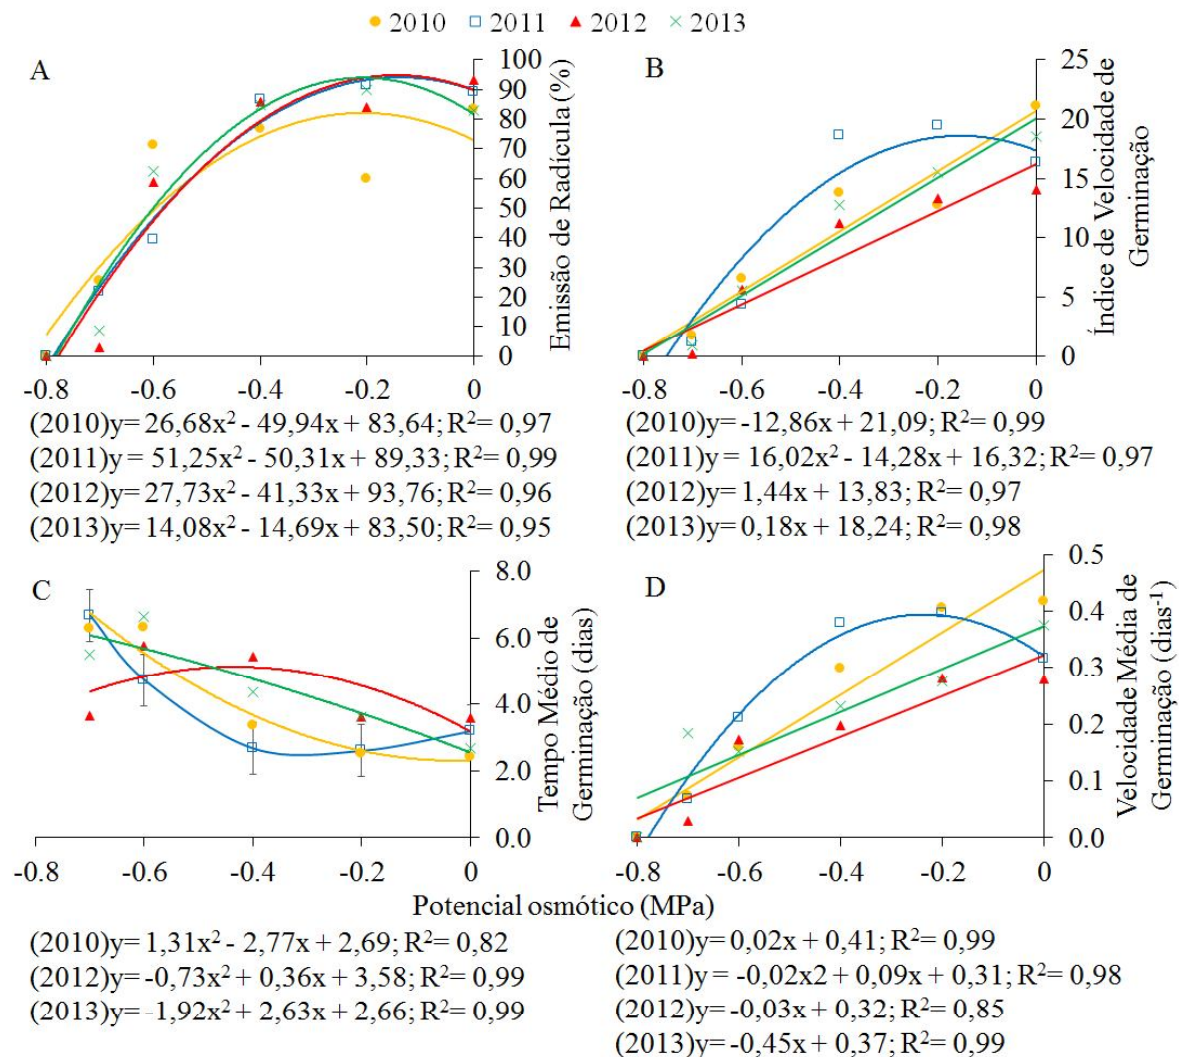 2010 2011 2012 2013
A
100
90
80
70
60
50
40
30
20
10
0
Emissão de Radícula (%)
-0.8 -0.6 -0.4 -0.2 0
(2010)y= 26,68x² - 49,94x + 83,64; R²= 0,97
(2011)y = 51,25x² - 50,31x + 89,33; R²= 0,99
(2012)y= 27,73x² - 41,33x + 93,76; R²= 0,96
(2013)y= 14,08x² - 14,69x + 83,50; R²= 0,95
B
25
20
15
10
5
0
Índice de Velocidade de
Germinação
-0.8 -0.6 -0.4 -0.2 0
(2010)y= -12,86x + 21,09; R²= 0,99
(2011)y = 16,02x² - 14,28x + 16,32; R²= 0,97
(2012)y= 1,44x + 13,83; R²= 0,97
(2013)y= 0,18x + 18,24; R²= 0,98
C
8.0
6.0
4.0
2.0
0.0
Tempo Médio de
Germinação (dias)
-0.8 -0.6 -0.4 -0.2 0
D
0.5
0.4
0.3
0.2
0.1
0.0
Velocidade Média de
Germinação (dias⁻¹)
-0.8 -0.6 -0.4 -0.2 0
Potencial osmótico (MPa)
(2010)y= 1,31x² - 2,77x + 2,69; R²= 0,82
(2012)y= -0,73x² + 0,36x + 3,58; R²= 0,99
(2013)y= -1,92x² + 2,63x + 2,66; R²= 0,99
(2010)y= 0,02x + 0,41; R²= 0,99
(2011)y = -0,02x2 + 0,09x + 0,31; R²= 0,98
(2012)y= -0,03x + 0,32; R²= 0,85
(2013)y= -0,45x + 0,37; R²= 0,99